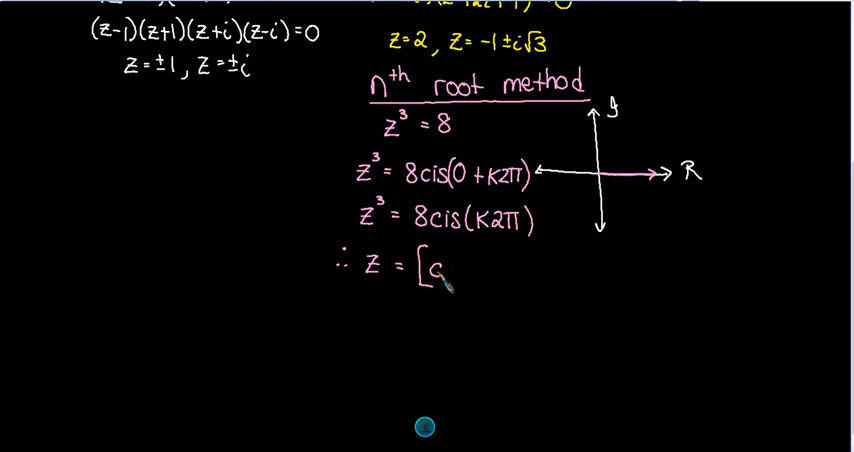 (z-1)(z+1)(z+i)(z-i)=0
z=±1, z=±i
z=2, z=-1±i√3
nth root method
z³ = 8
z³ = 8cis(0+k2π)
z³ = 8cis(k2π)
∴ z = [
R